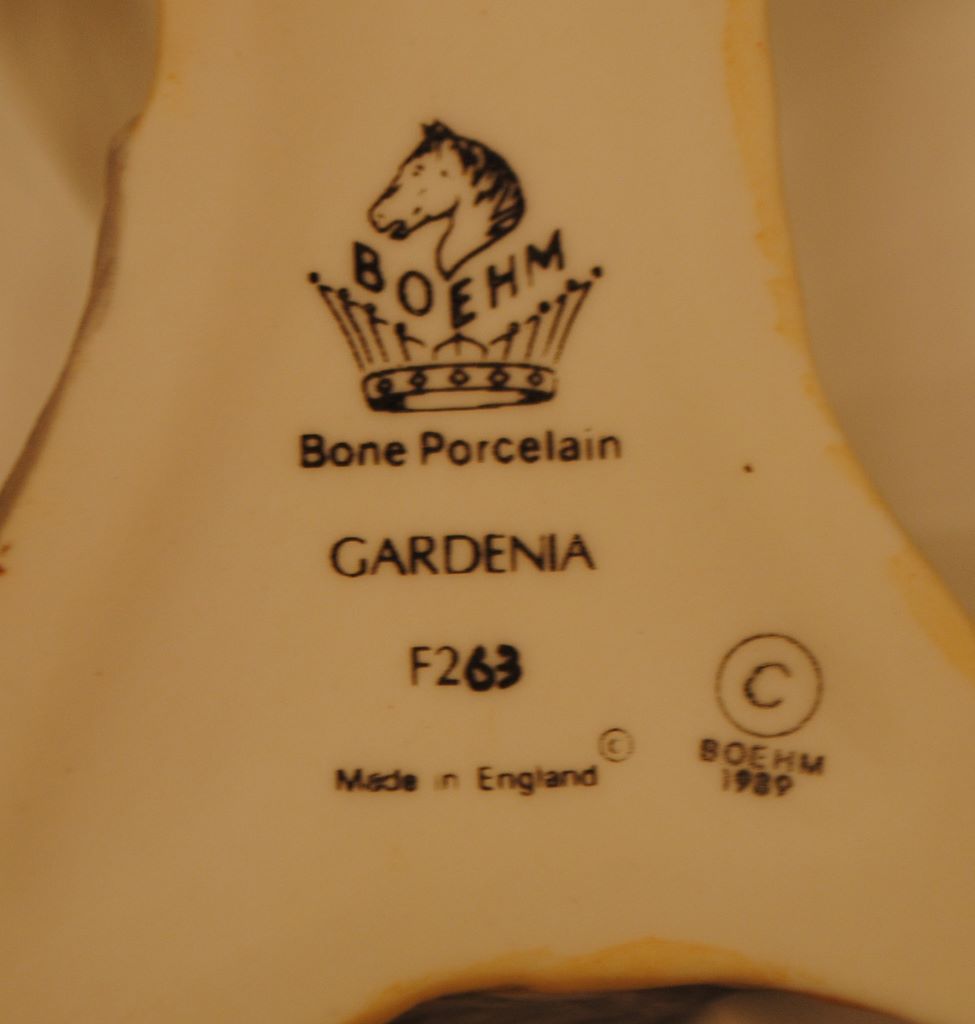 BOEHM
Bone Porcelain
GARDENIA
F263
Made in England ©
©
BOEHM
1989